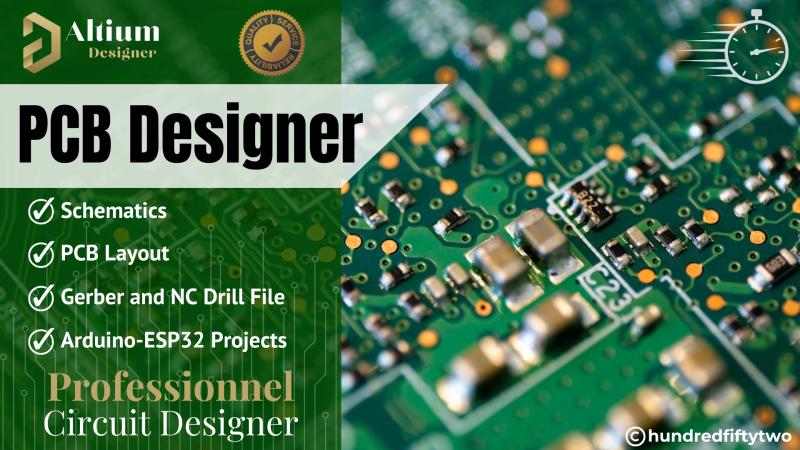 Altium
Designer
QUALITY
SERVICE
RELIABILITY
PCB Designer
Schematics
PCB Layout
Gerber and NC Drill File
Arduino-ESP32 Projects
Professionnel
Circuit Designer
C23
©hundredfiftytwo